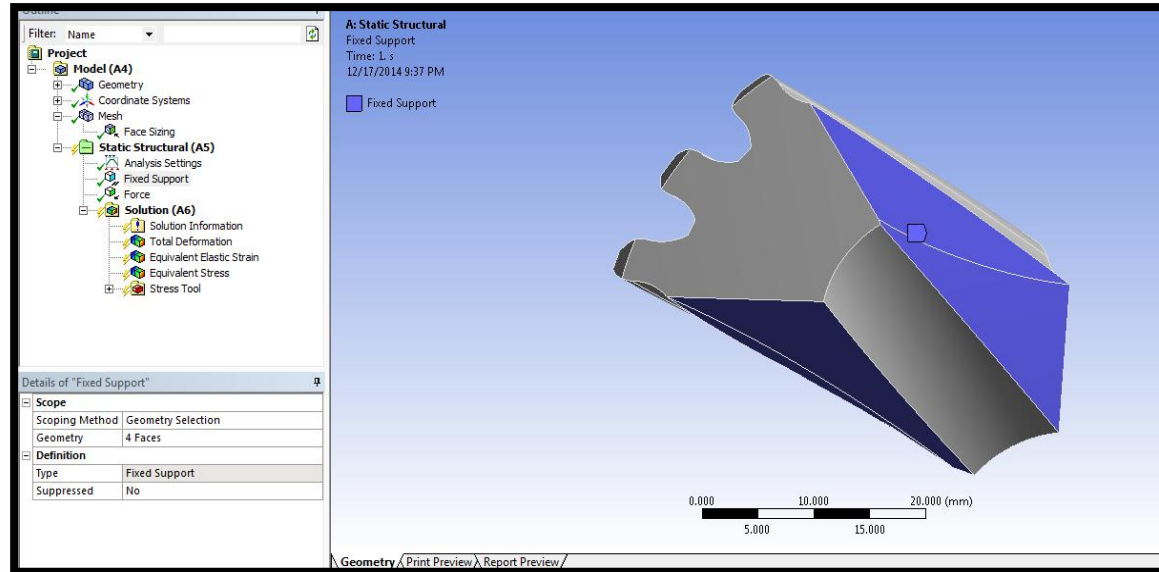 Outline
Filter: Name
Project
Model (A4)
Geometry
Coordinate Systems
Mesh
Face Sizing
Static Structural (A5)
Analysis Settings
Fixed Support
Force
Solution (A6)
Solution Information
Total Deformation
Equivalent Elastic Strain
Equivalent Stress
Stress Tool
Details of "Fixed Support"
Scope
Scoping Method Geometry Selection
Geometry 4 Faces
Definition
Type Fixed Support
Suppressed No
A: Static Structural
Fixed Support
Time: 1. s
12/17/2014 9:37 PM
Fixed Support
0.000 10.000 20.000 (mm)
5.000 15.000
Geometry Print Preview Report Preview